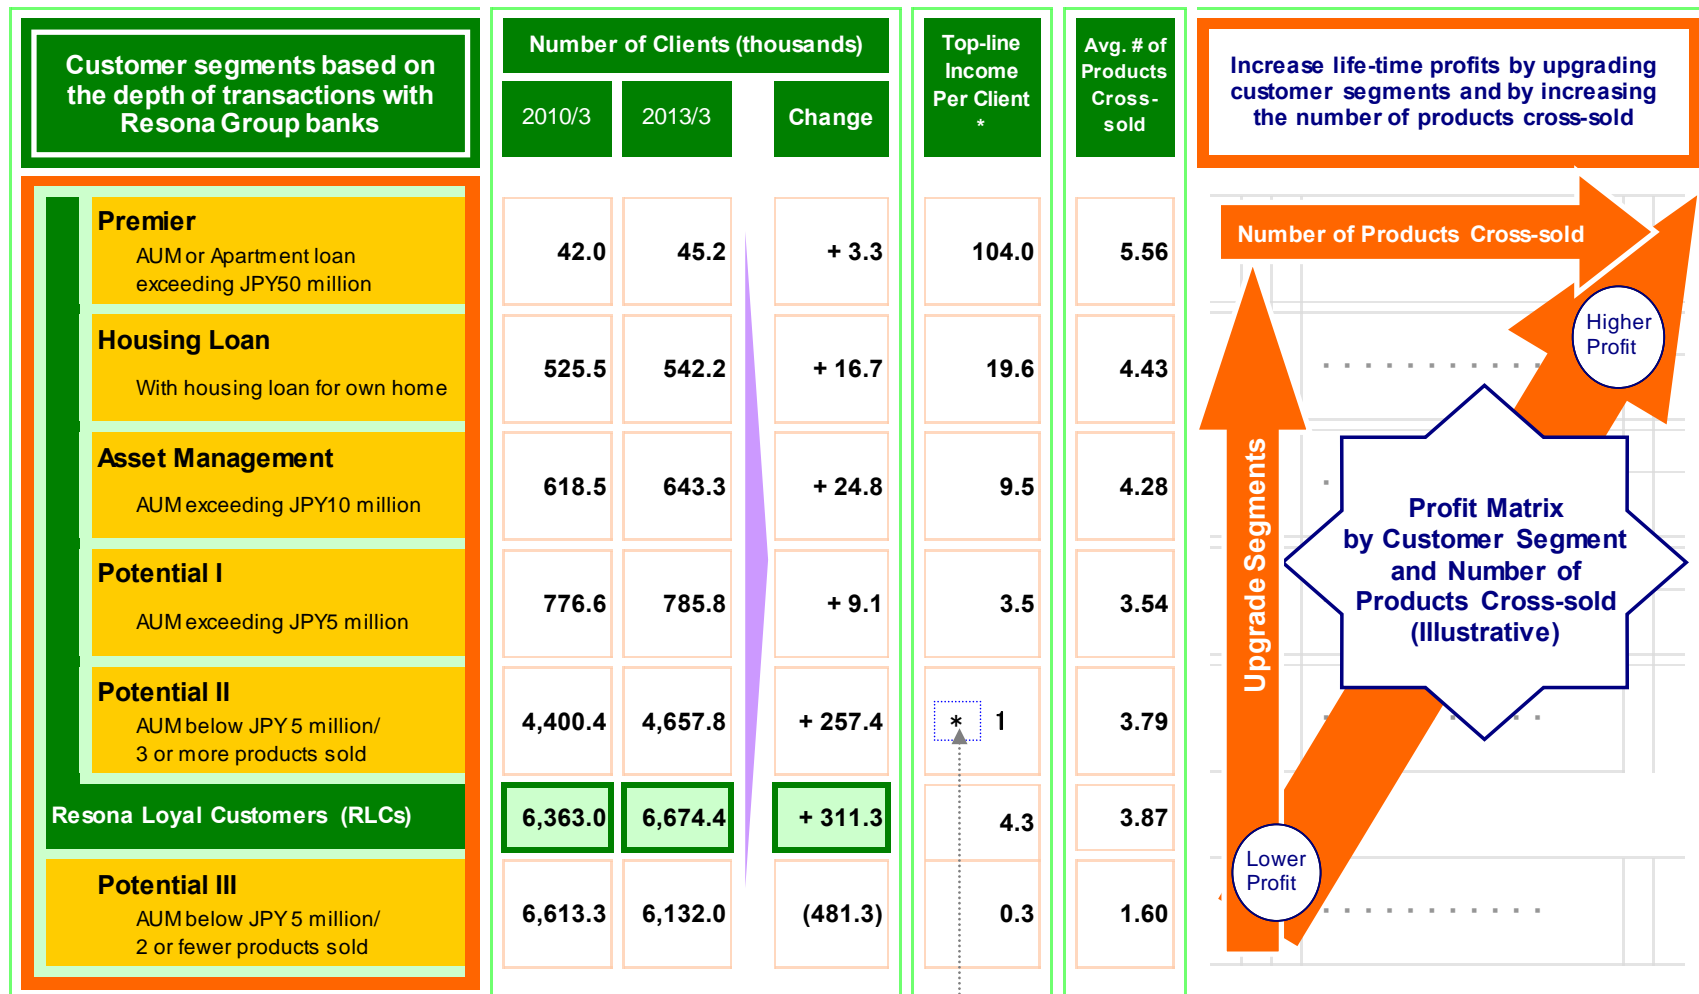 Customer segments based on
the depth of transactions with
Resona Group banks
Number of Clients (thousands)
2010/3 2013/3 Change
Top-line
Income
Per Client
*
Avg. # of
Products
Cross-
sold
Increase life-time profits by upgrading
customer segments and by increasing
the number of products cross-sold
Premier
AUM or Apartment loan
exceeding JPY50 million
42.0 45.2 + 3.3 104.0 5.56
Housing Loan
With housing loan for own home
525.5 542.2 + 16.7 19.6 4.43
Asset Management
AUM exceeding JPY10 million
618.5 643.3 + 24.8 9.5 4.28
Potential I
AUM exceeding JPY5 million
776.6 785.8 + 9.1 3.5 3.54
Potential II
AUM below JPY 5 million/
3 or more products sold
4,400.4 4,657.8 + 257.4 * 1 3.79
Resona Loyal Customers (RLCs)
6,363.0 6,674.4 + 311.3 4.3 3.87
Potential III
AUM below JPY 5 million/
2 or fewer products sold
6,613.3 6,132.0 (481.3) 0.3 1.60
Number of Products Cross-sold
Higher
Profit
Upgrade Segments
Profit Matrix
by Customer Segment
and Number of
Products Cross-sold
(Illustrative)
Lower
Profit